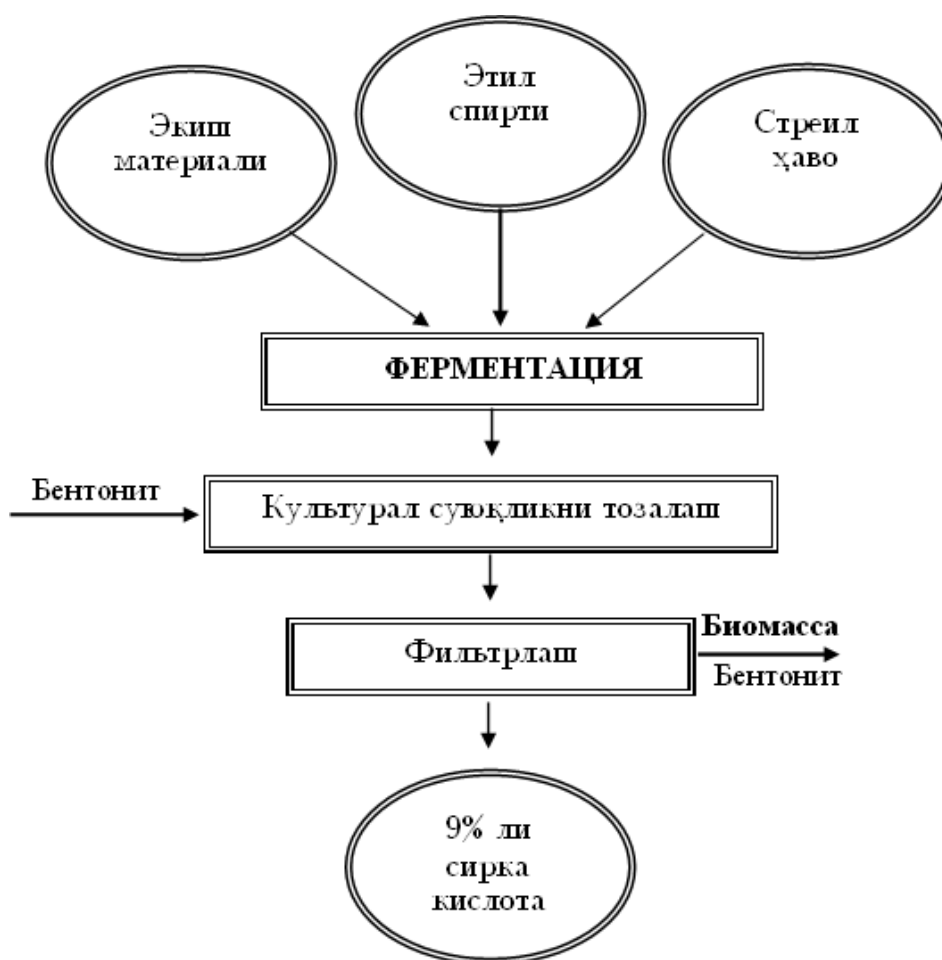 Экиш
материали
Этил
спирти
Стреил
ҳаво
ФЕРМЕНТАЦИЯ
Бентонит
Культурал суюқликни тозалаш
Фильтрлаш
Биомасса
Бентонит
9% ли
сирка
кислота